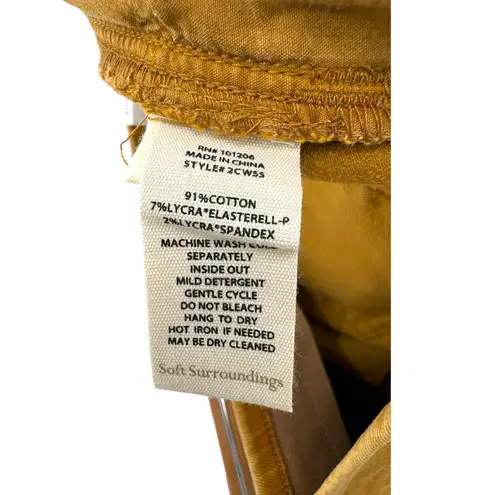 RN# 101206
MADE IN CHINA
STYLE# 2CW55
91%COTTON
7%LYCRA®ELASTERELL-P
2%LYCRA®SPANDEX
MACHINE WASH COLD
SEPARATELY
INSIDE OUT
MILD DETERGENT
GENTLE CYCLE
DO NOT BLEACH
HANG TO DRY
HOT IRON IF NEEDED
MAY BE DRY CLEANED
Soft Surroundings